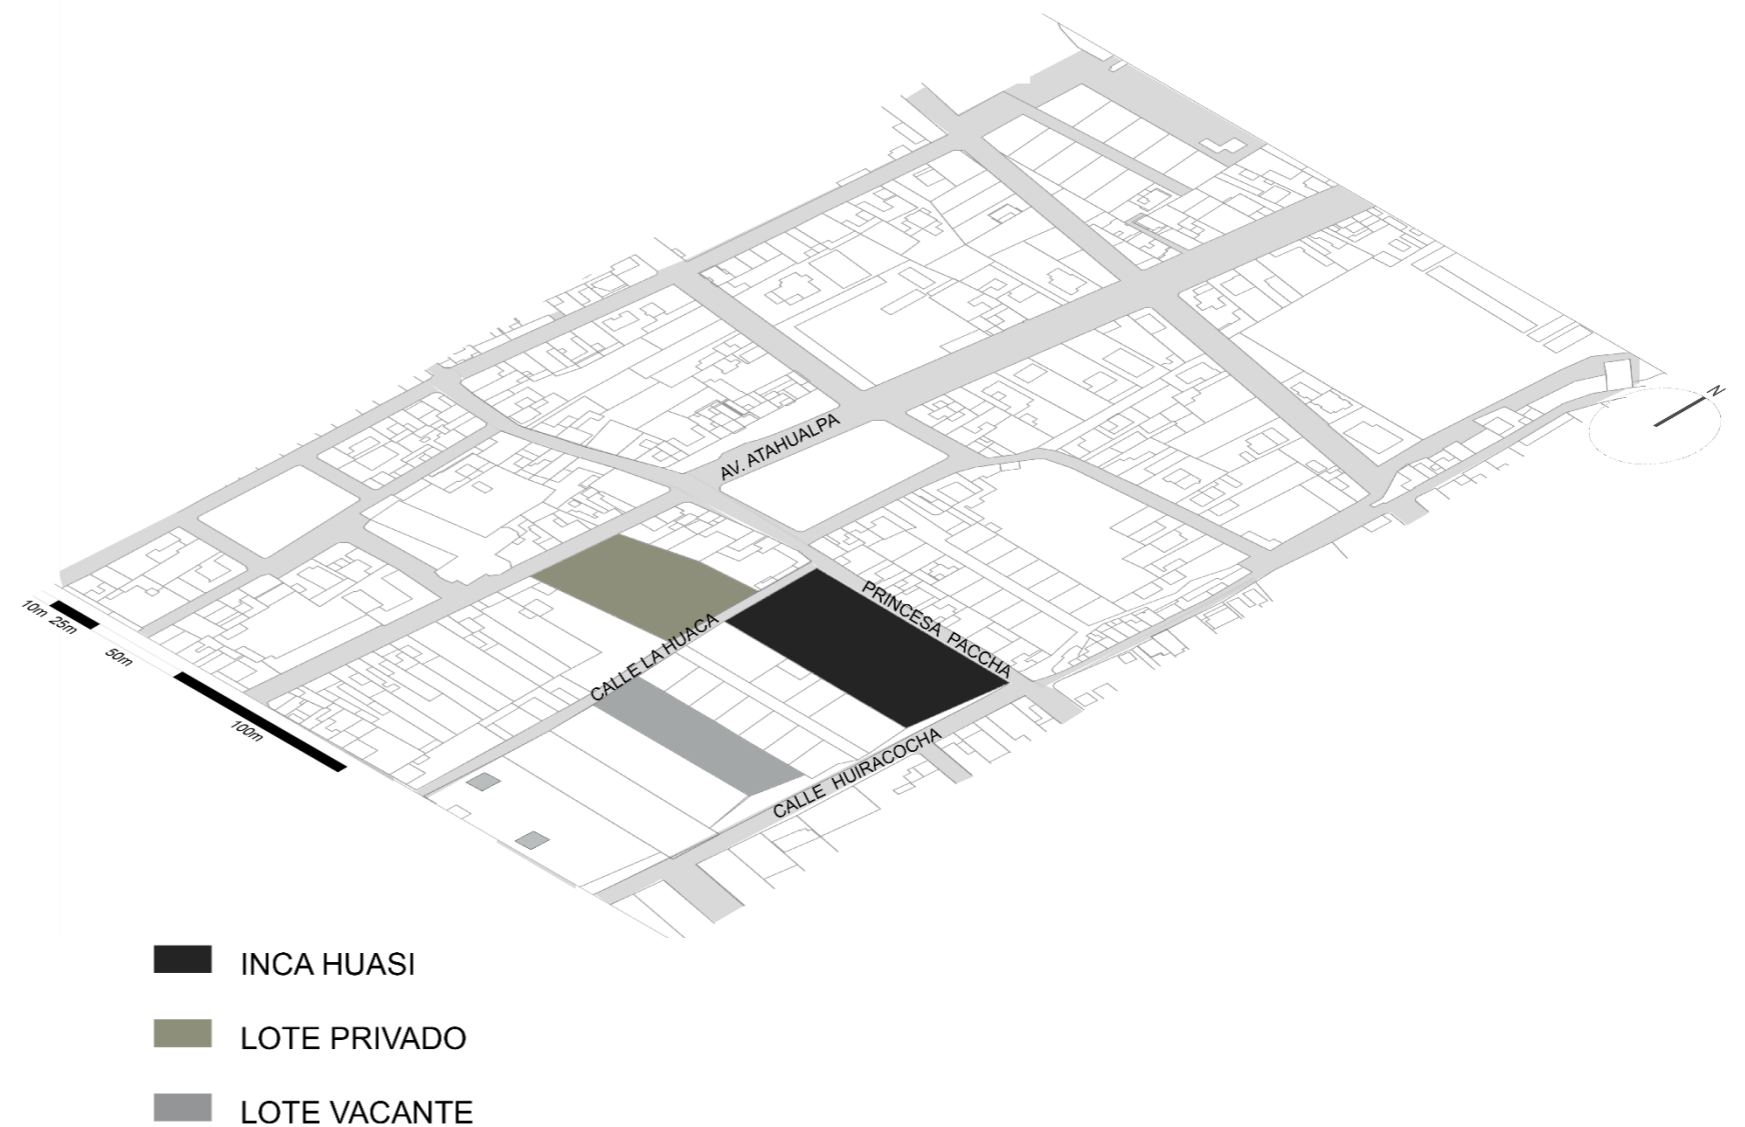 N
AV. ATAHUALPA
PRINCESA PACCHA
CALLE LA HUACA
CALLE HUIRACOCHA
10m
25m
50m
100m
INCA HUASI
LOTE PRIVADO
LOTE VACANTE